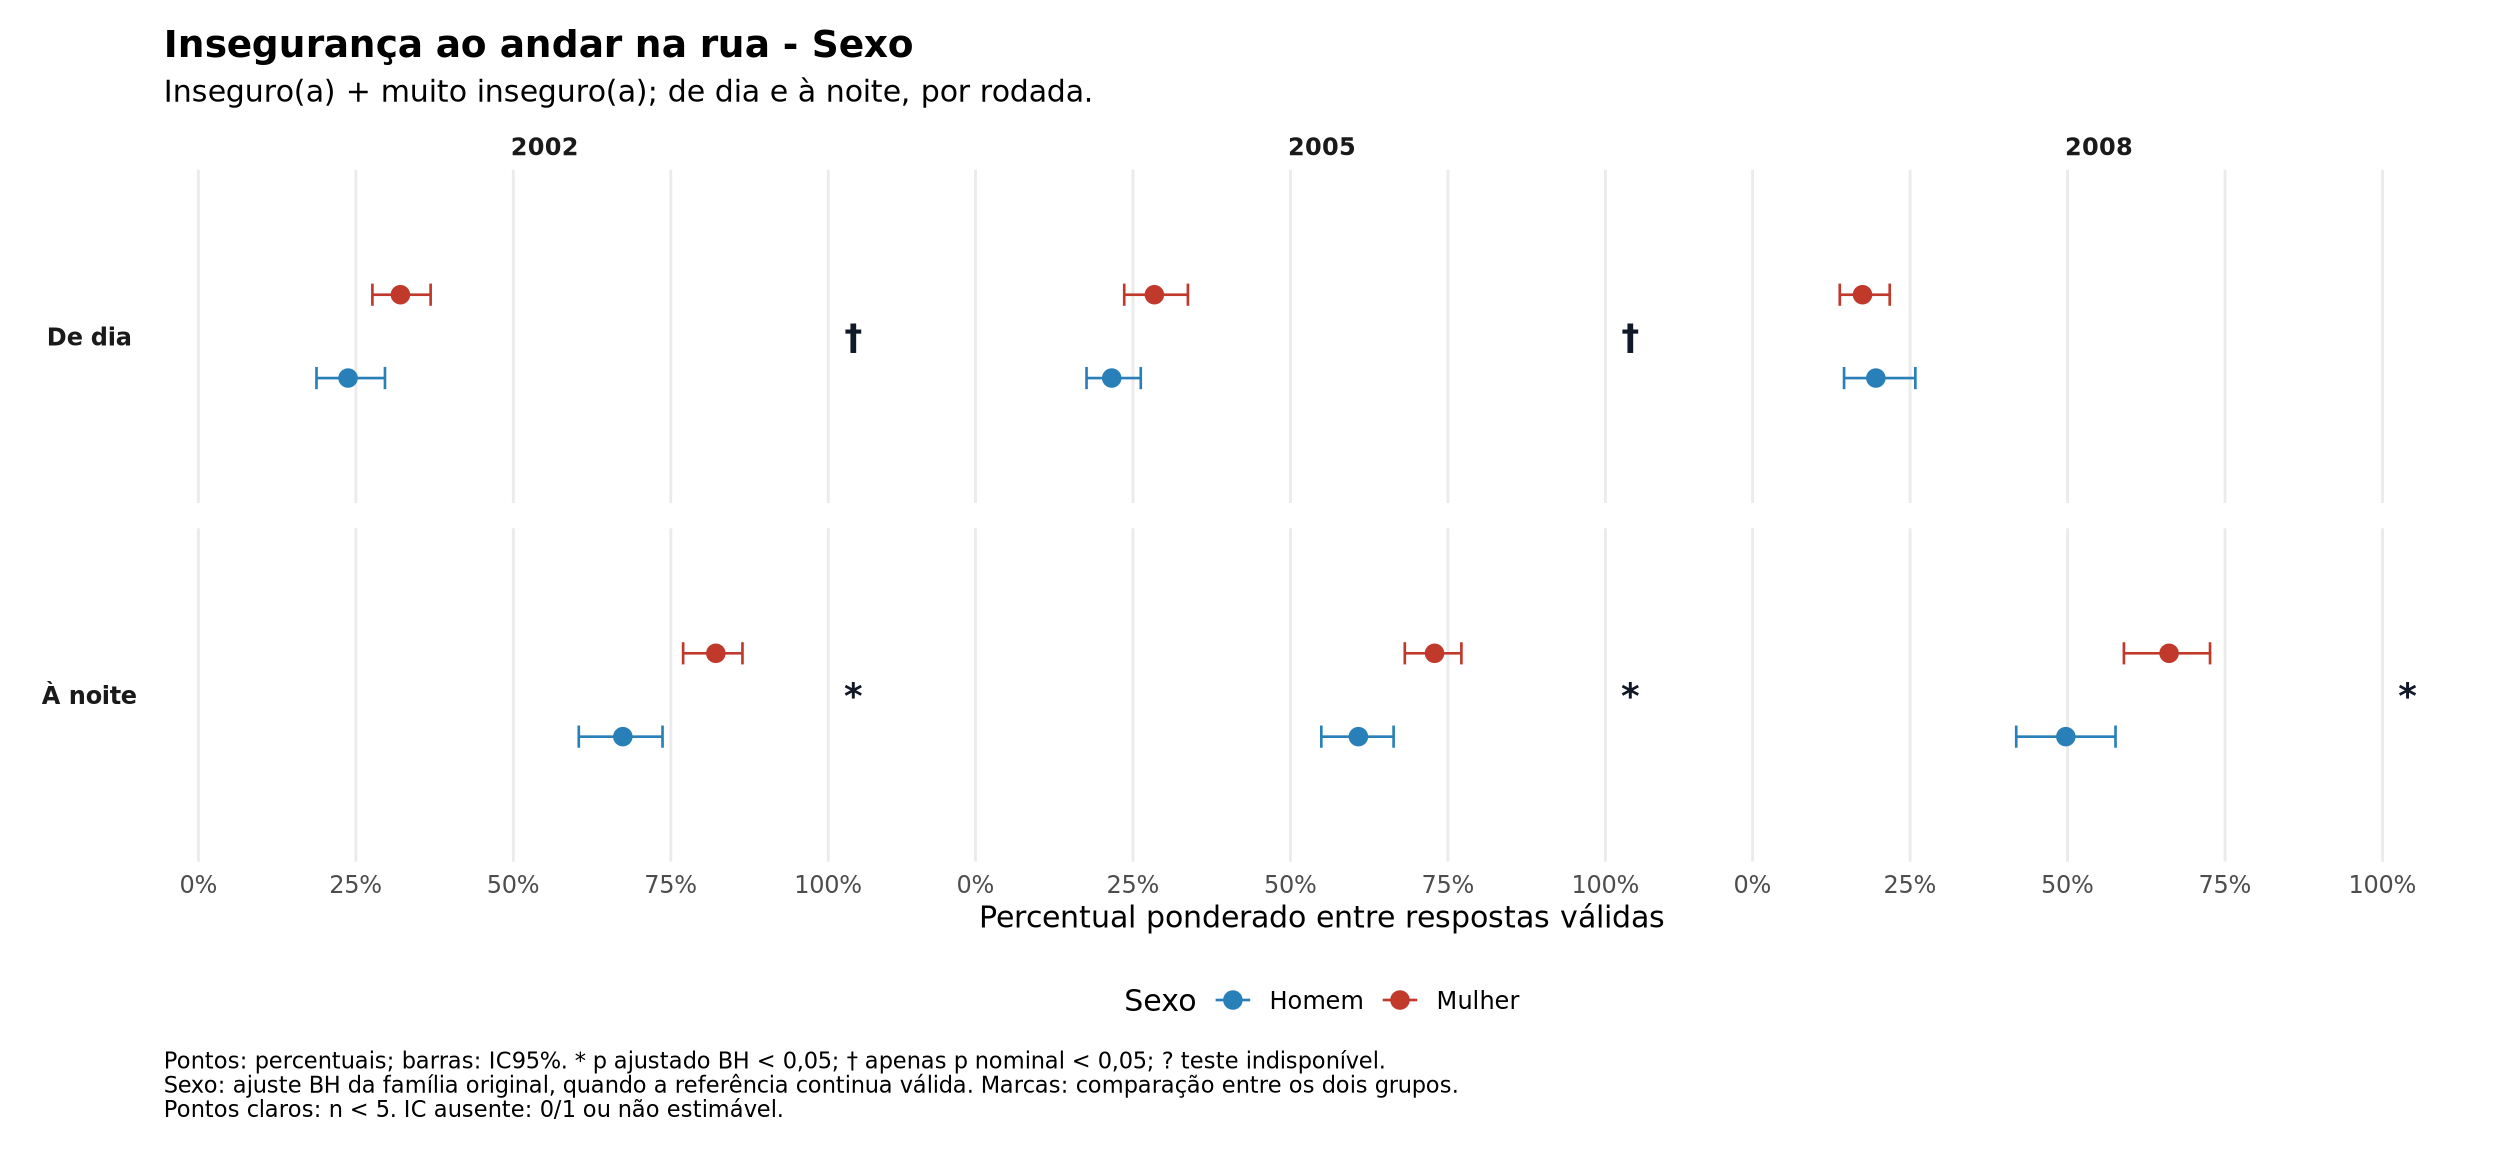 Insegurança ao andar na rua - Sexo
Inseguro(a) + muito inseguro(a); de dia e à noite, por rodada.
2002 2005 2008
De dia † †
À noite * * *
0% 25% 50% 75% 100% 0% 25% 50% 75% 100% 0% 25% 50% 75% 100%
Percentual ponderado entre respostas válidas
Sexo Homem Mulher
Pontos: percentuais; barras: IC95%. * p ajustado BH < 0,05; † apenas p nominal < 0,05; ? teste indisponível.
Sexo: ajuste BH da família original, quando a referência continua válida. Marcas: comparação entre os dois grupos.
Pontos claros: n < 5. IC ausente: 0/1 ou não estimável.